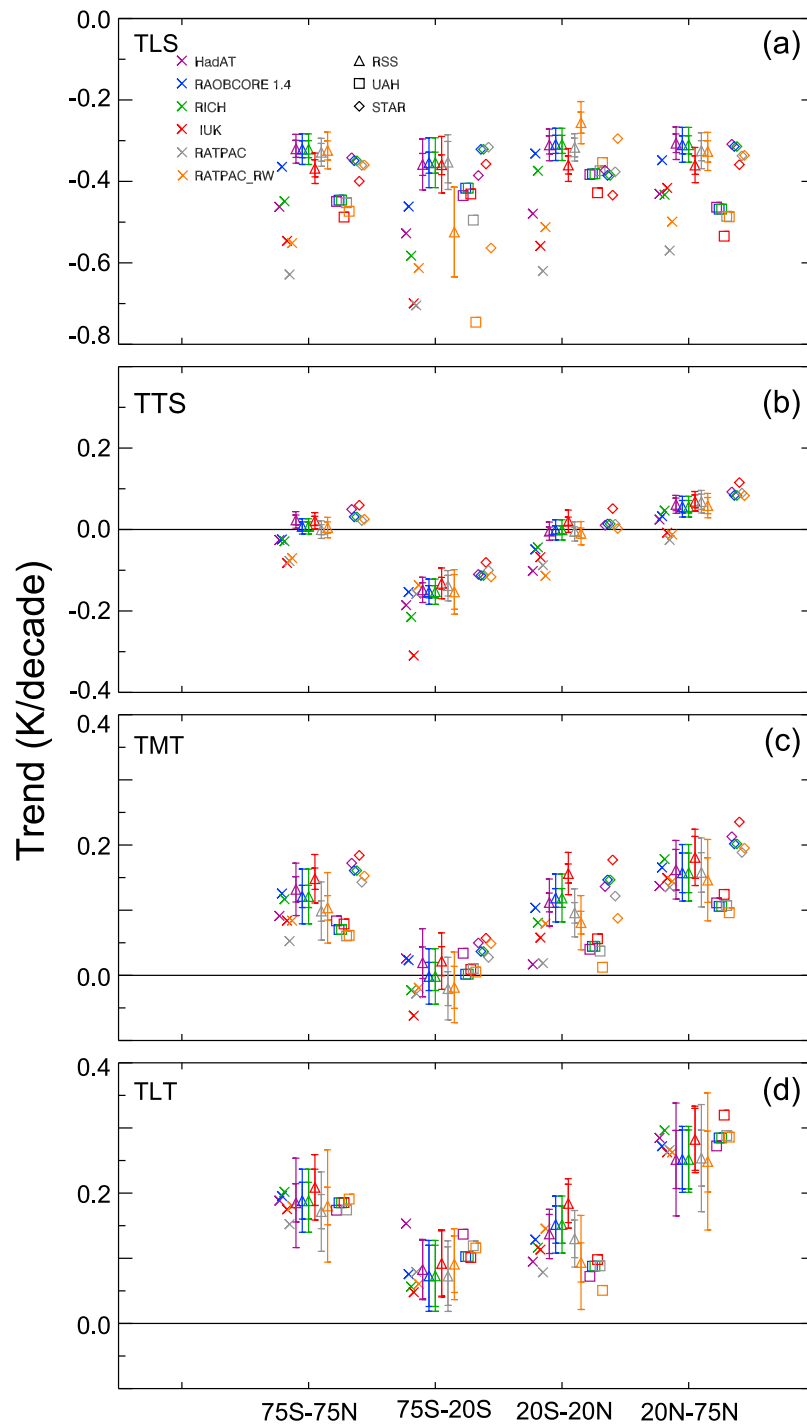 0.0
TLS
(a)
HadAT
RSS
RAOBCORE 1.4
UAH
RICH
STAR
IUK
RATPAC
RATPAC_RW
-0.2
-0.4
-0.6
-0.8
TTS
(b)
0.2
0.0
-0.2
-0.4
Trend (K/decade)
0.4
TMT
(c)
0.2
0.0
0.4
TLT
(d)
0.2
0.0
75S-75N
75S-20S
20S-20N
20N-75N